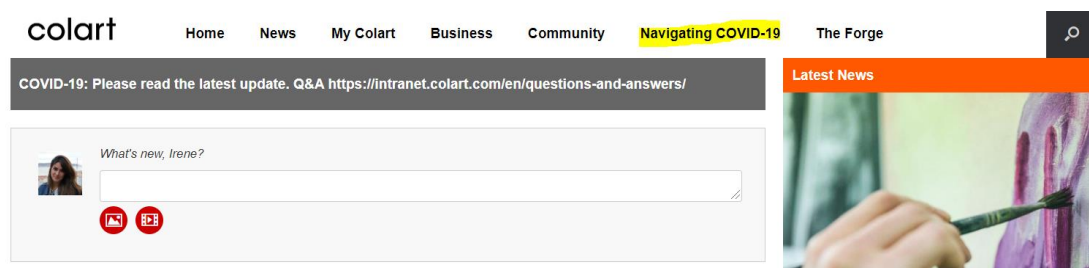 colart
Home News My Colart Business Community Navigating COVID-19 The Forge
COVID-19: Please read the latest update. Q&A https://intranet.colart.com/en/questions-and-answers/
Latest News
What's new, Irene?